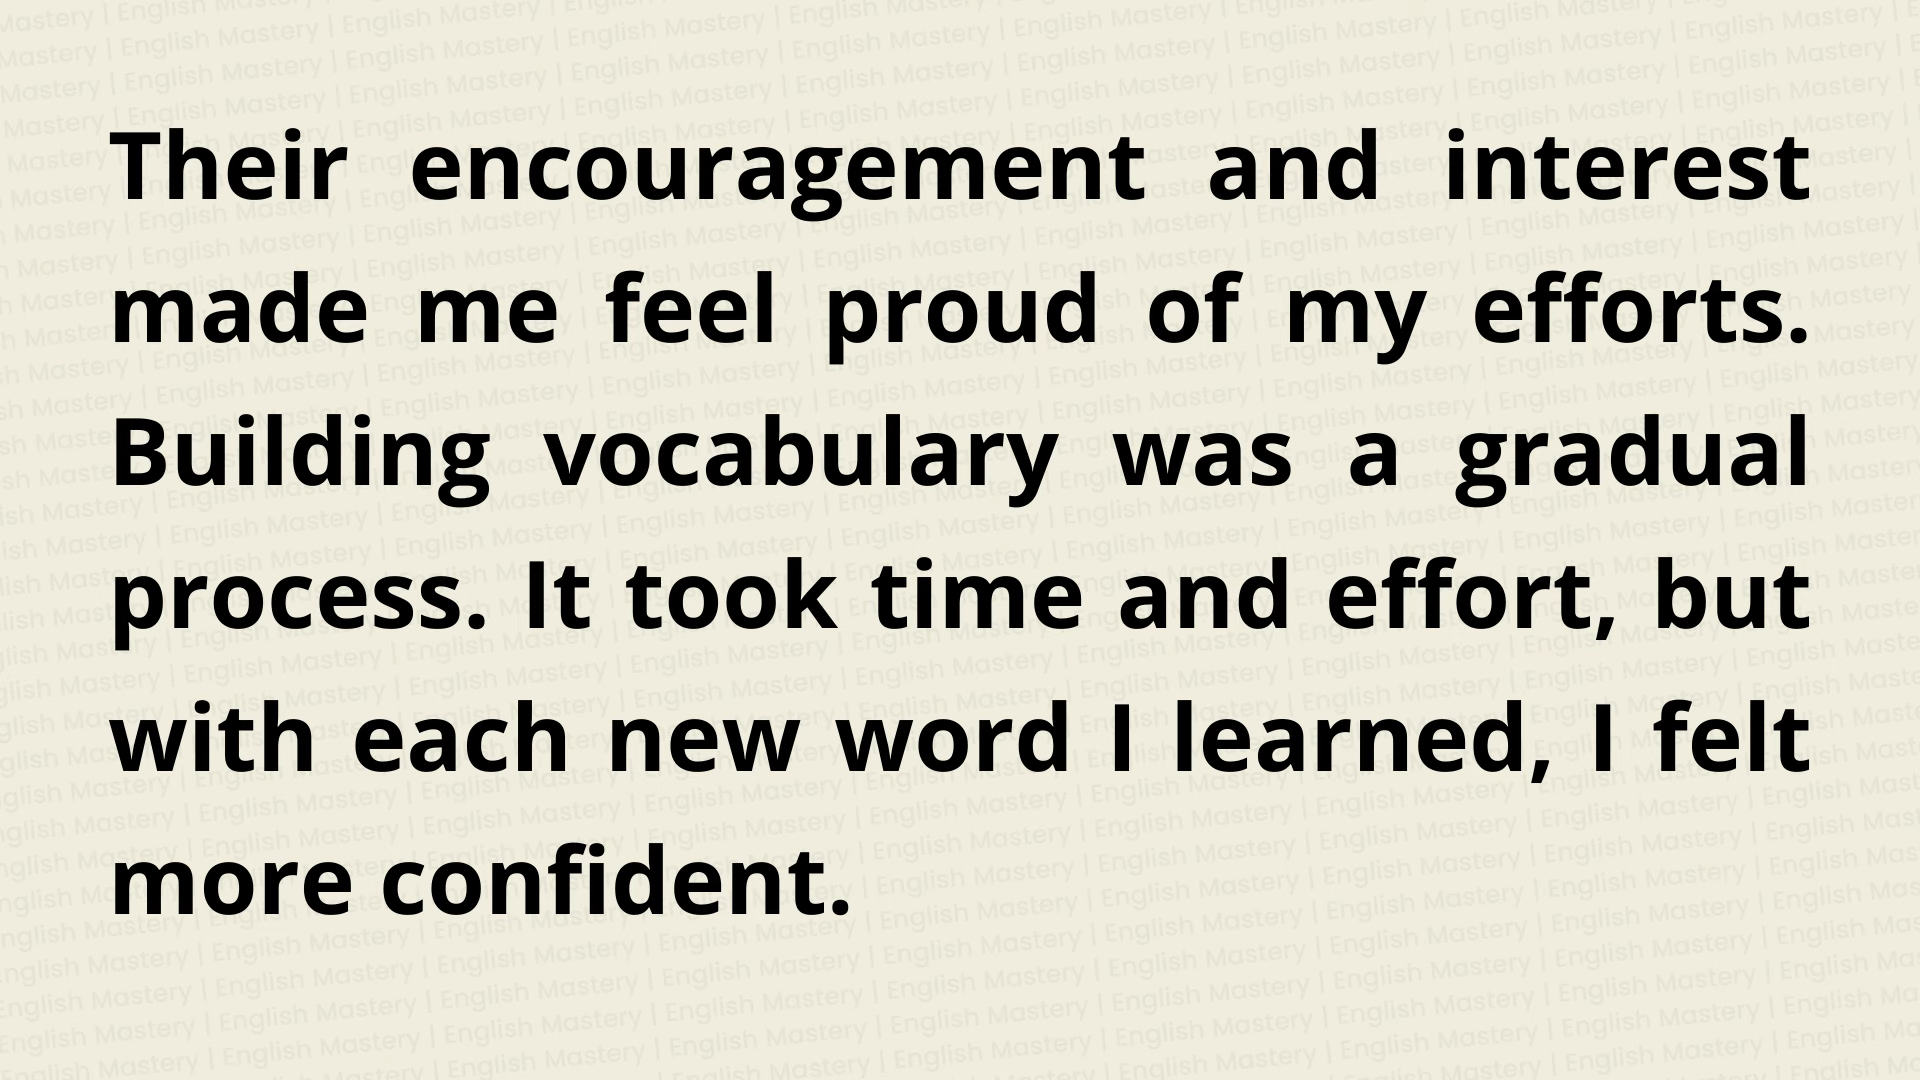 Their encouragement and interest
made me feel proud of my efforts.
Building vocabulary was a gradual
process. It took time and effort, but
with each new word I learned, I felt
more confident.